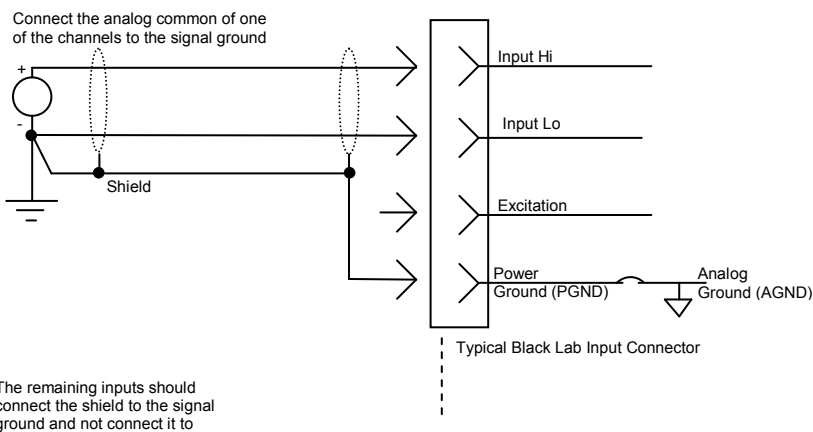 Connect the analog common of one
of the channels to the signal ground
+
-
Shield
Input Hi
Input Lo
Excitation
Power
Ground (PGND)
Analog
Ground (AGND)
Typical Black Lab Input Connector
The remaining inputs should
connect the shield to the signal
ground and not connect it to